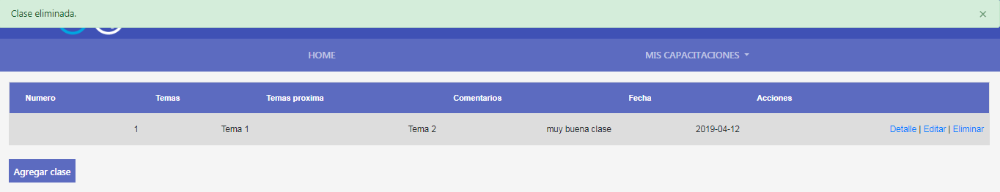 Clase eliminada. ×
HOME MIS CAPACITACIONES
Numero Temas Temas proxima Comentarios Fecha Acciones
1 Tema 1 Tema 2 muy buena clase 2019-04-12 Detalle | Editar | Eliminar
Agregar clase